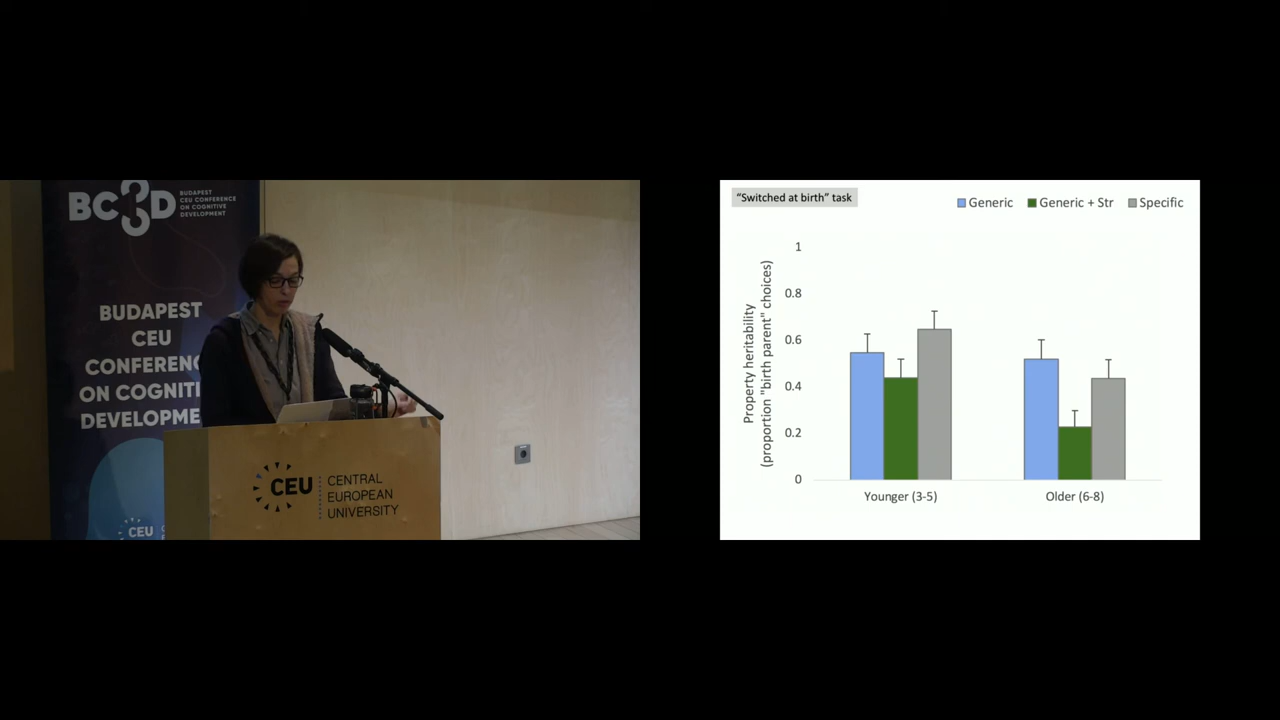 BC3D
BUDAPEST
CEU CONFERENCE
ON COGNITIVE
DEVELOPMENT
BUDAPEST
CEU
CONFERENC
ON COGNITI
DEVELOPME
CEU
CEU
CENTRAL
EUROPEAN
UNIVERSITY
“Switched at birth” task
Generic Generic + Str Specific
Property heritability
(proportion "birth parent" choices)
1
0.8
0.6
0.4
0.2
0
Younger (3-5) Older (6-8)